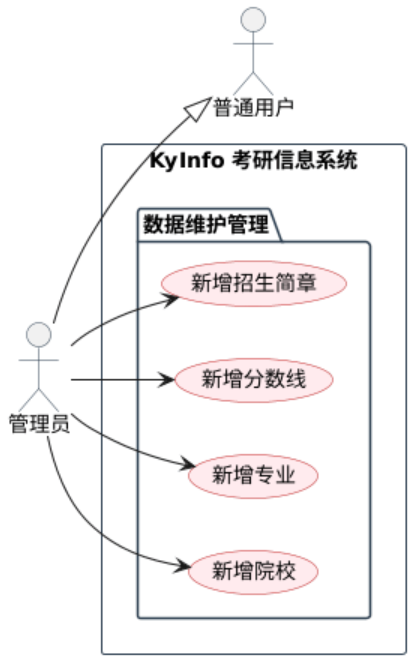 普通用户
KyInfo 考研信息系统
数据维护管理
新增招生简章
新增分数线
管理员
新增专业
新增院校